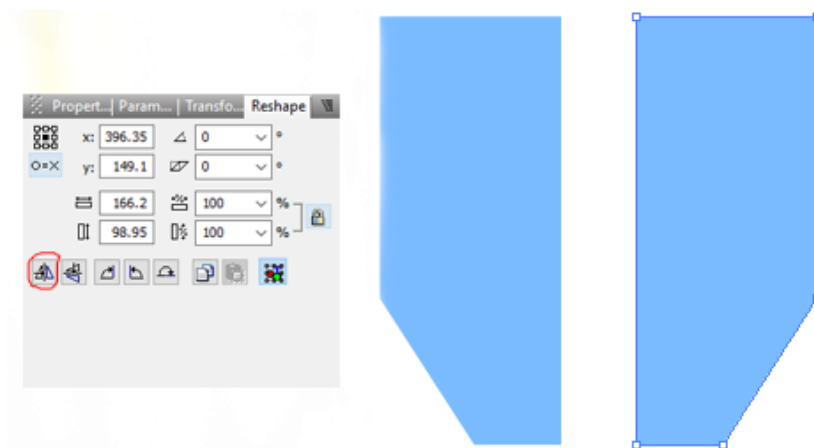 Propert... Param... Transfo... Reshape
x: 396.35 0 °
y: 149.1 0 °
166.2 100 %
98.95 100 %